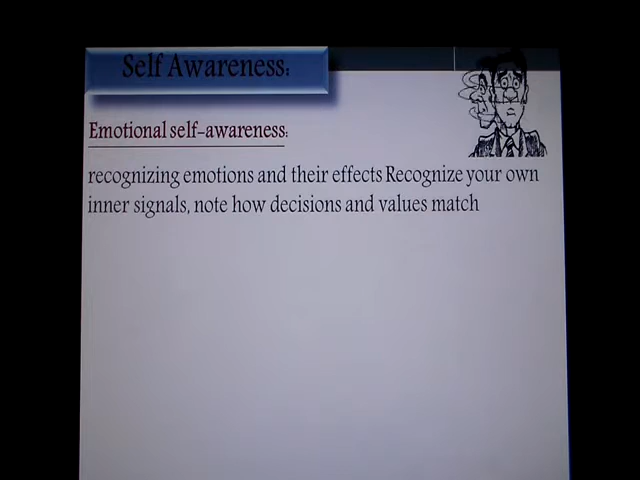 Self Awareness:
Emotional self-awareness:
recognizing emotions and their effects Recognize your own
inner signals, note how decisions and values match